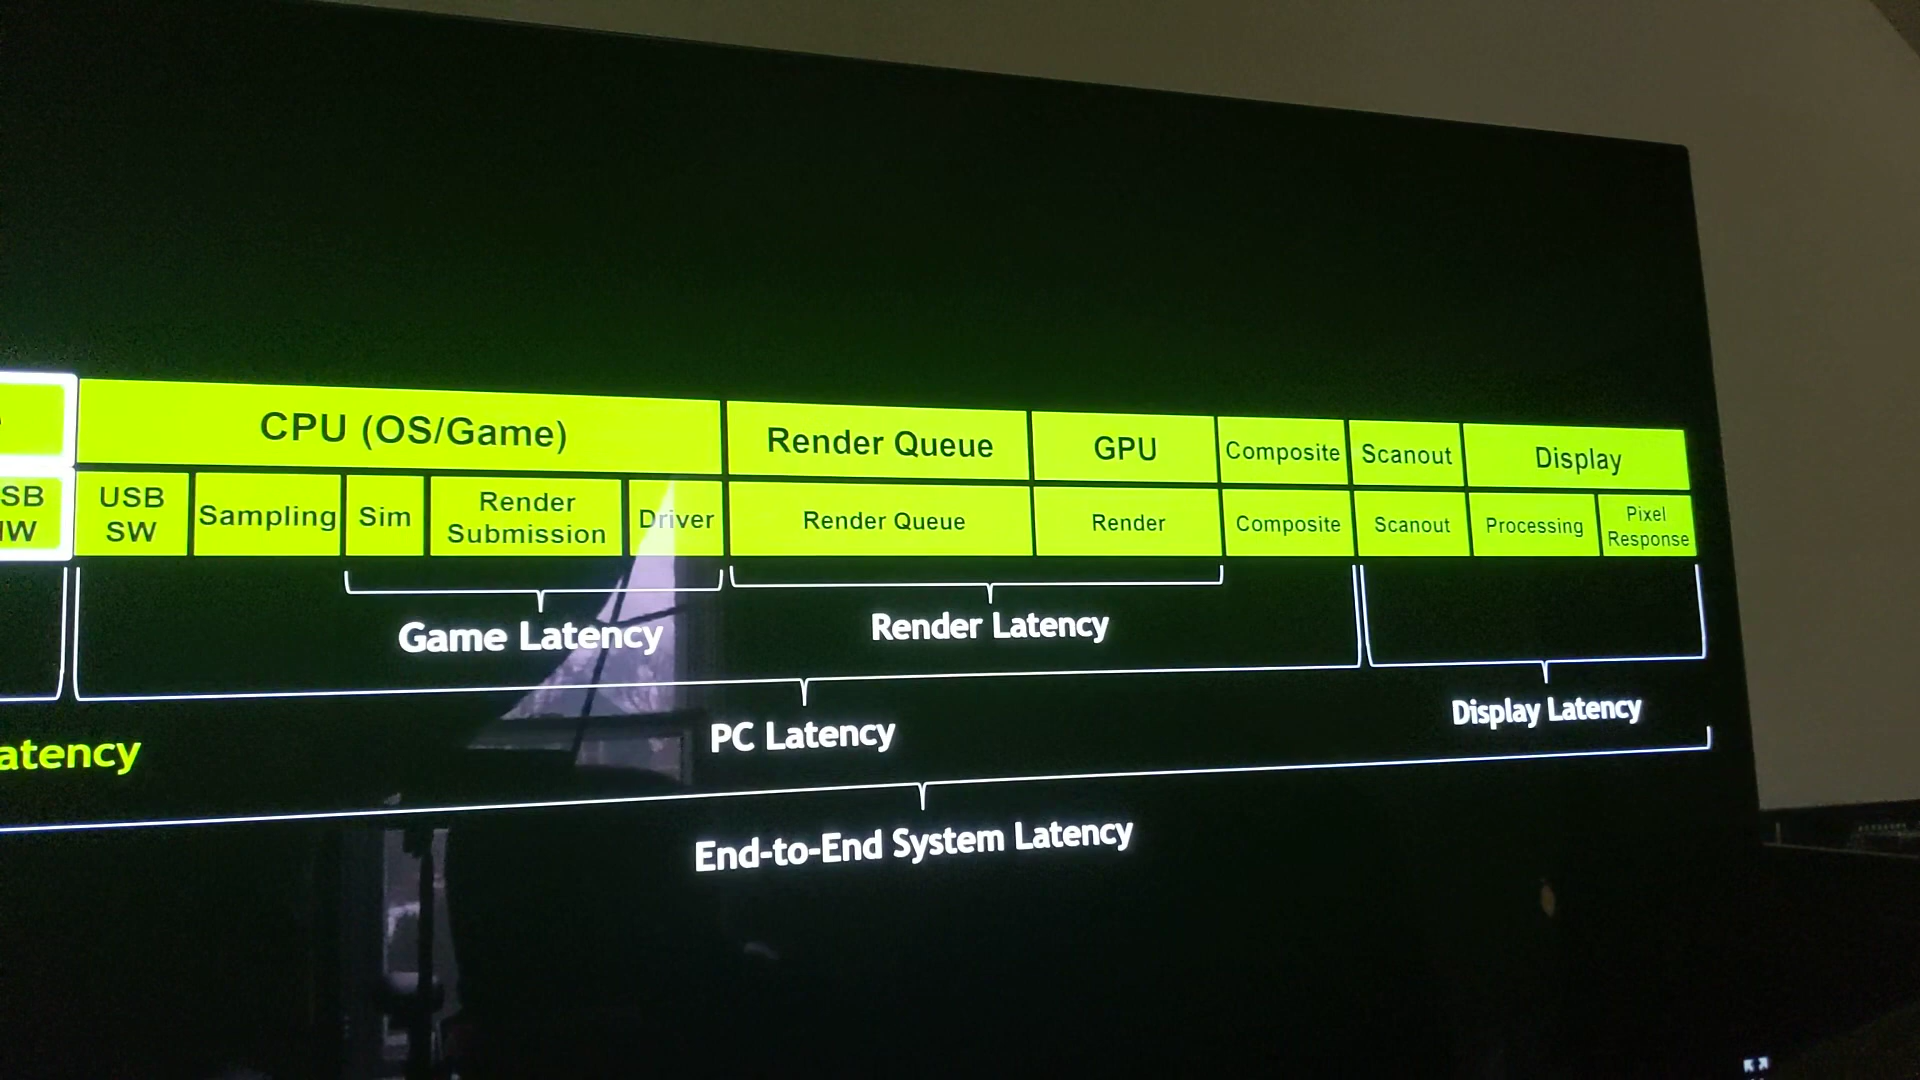 CPU (OS/Game)
Render Queue
GPU
Composite
Scanout
Display
SB
USB
SW
Sampling
Sim
Render
Submission
Driver
Render Queue
Render
Composite
Scanout
Processing
Pixel
Response
Game Latency
Render Latency
PC Latency
Display Latency
atency
End-to-End System Latency